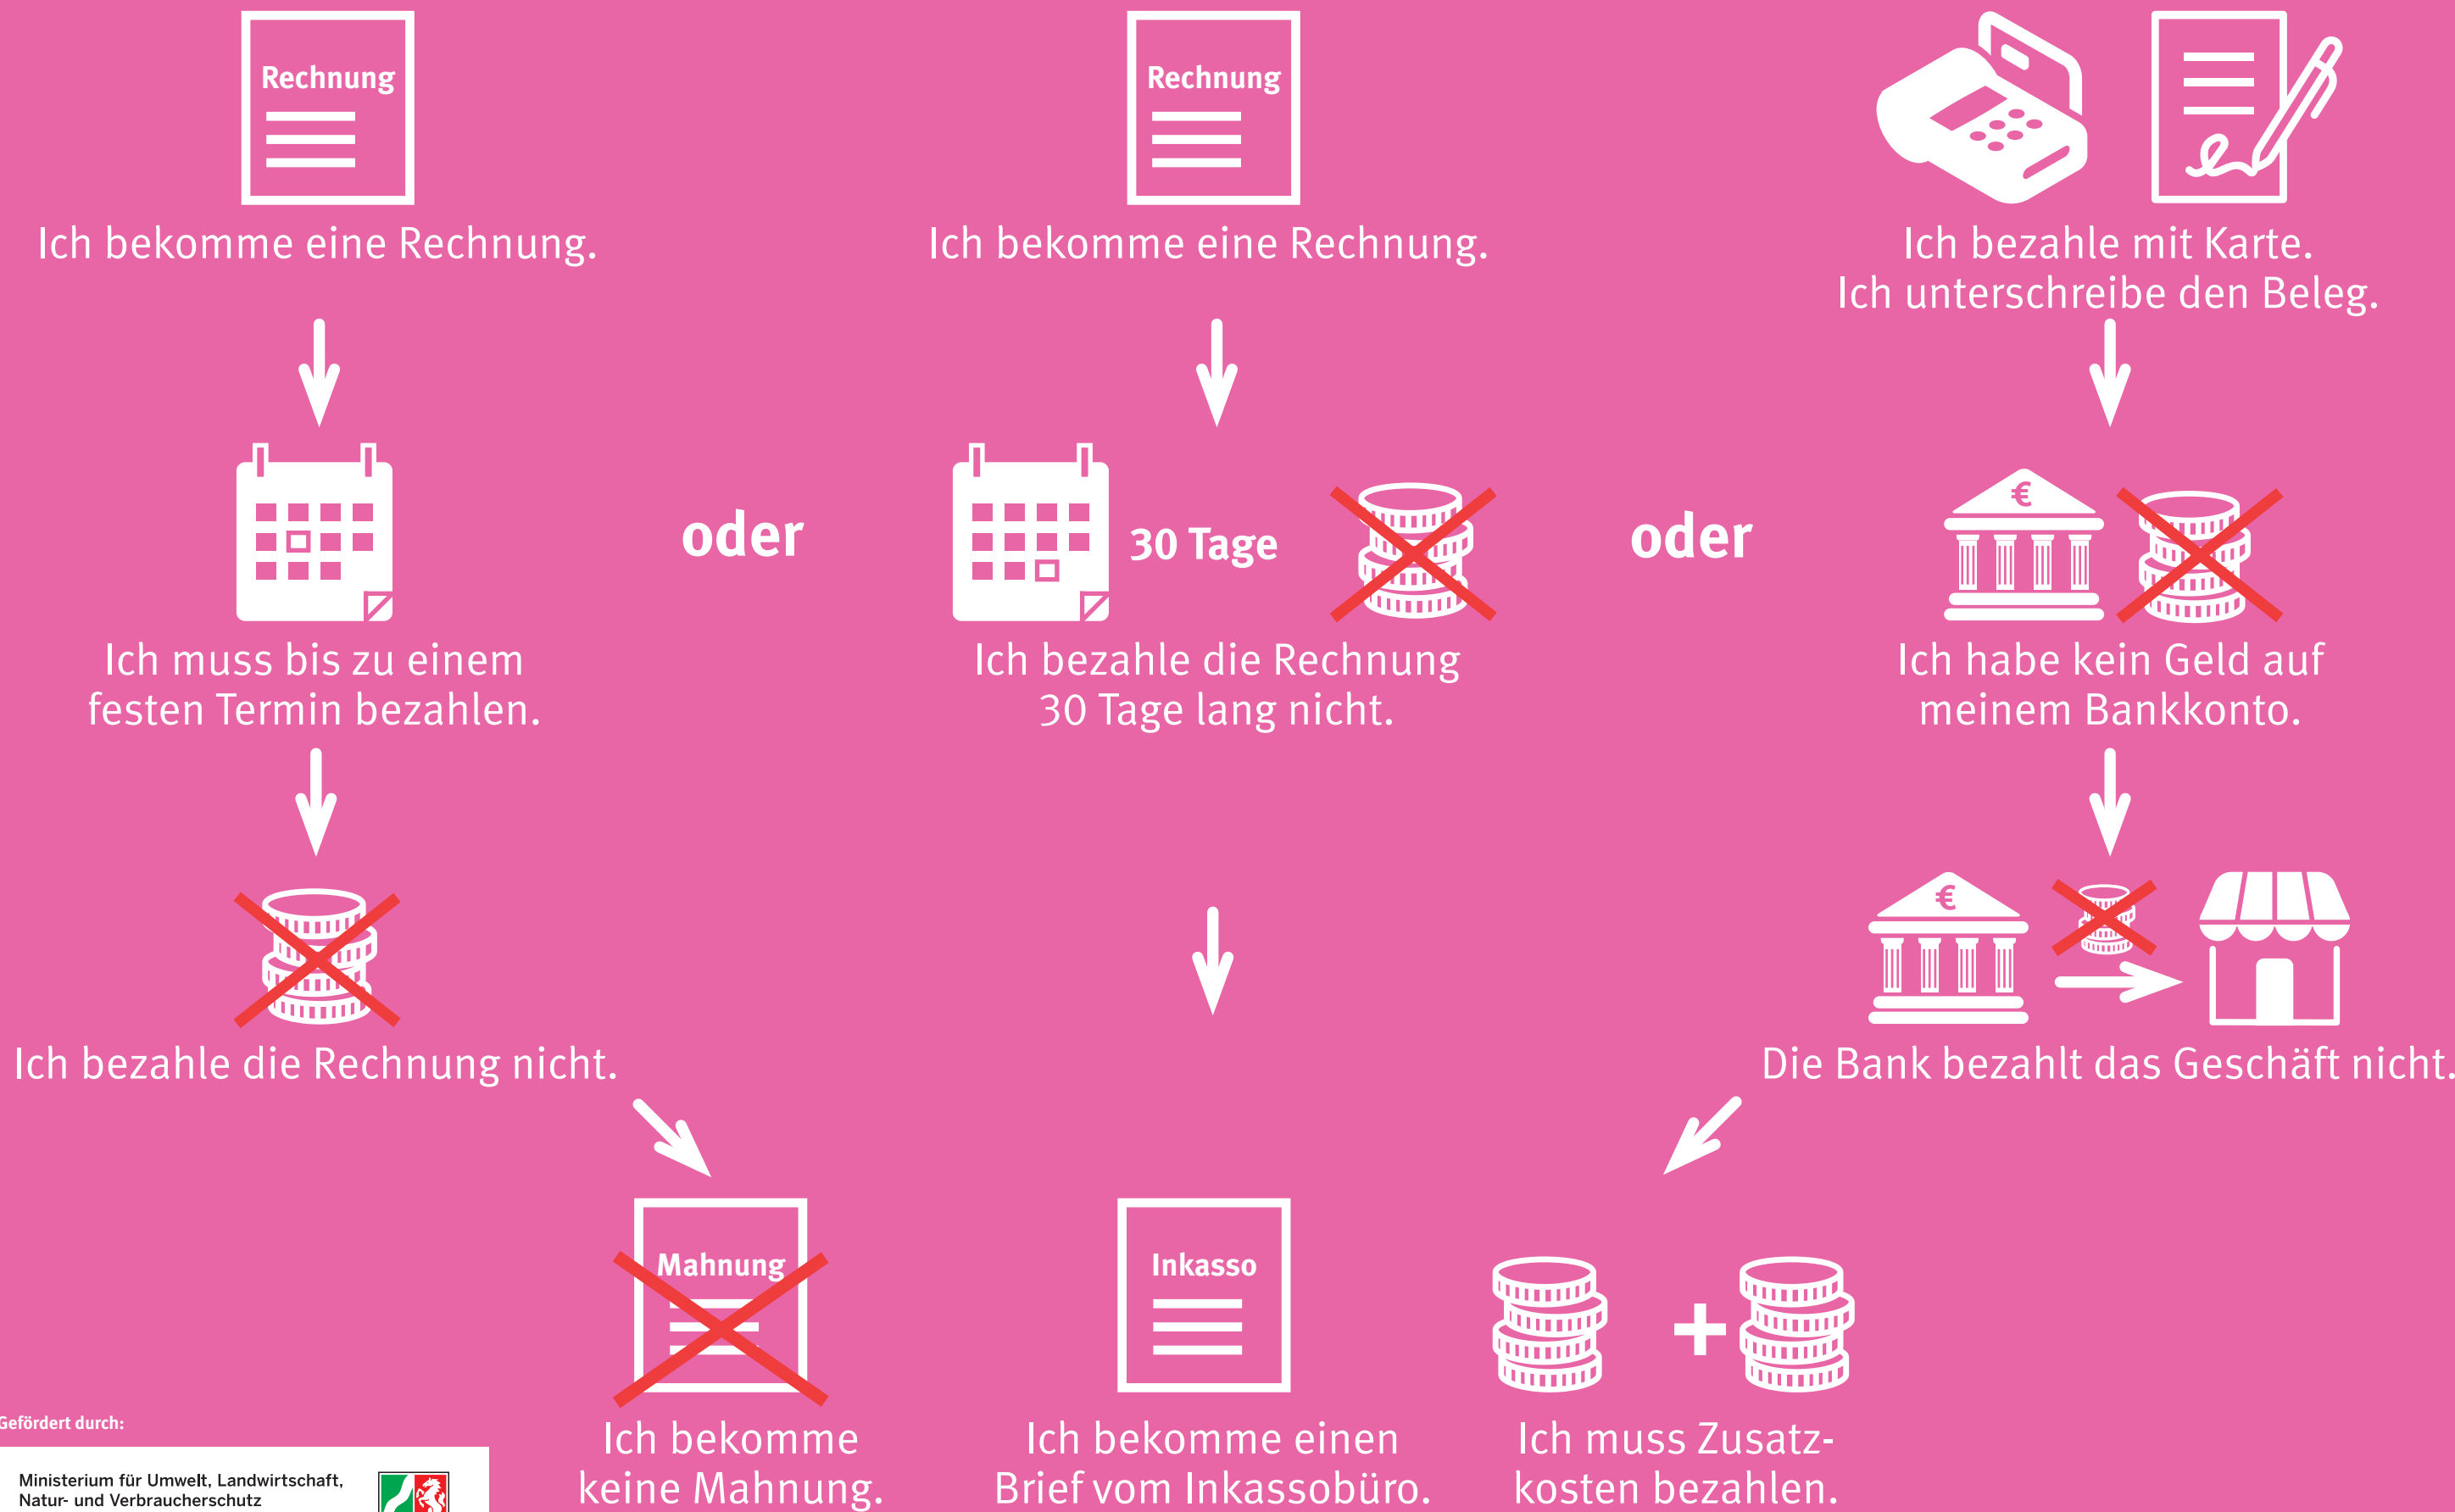 Rechnung
Ich bekomme eine Rechnung.
Rechnung
Ich bekomme eine Rechnung.
Ich bezahle mit Karte.
Ich unterschreibe den Beleg.
Ich muss bis zu einem
festen Termin bezahlen.
oder
30 Tage
Ich bezahle die Rechnung
30 Tage lang nicht.
oder
€
Ich habe kein Geld auf
meinem Bankkonto.
Ich bezahle die Rechnung nicht.
€
Die Bank bezahlt das Geschäft nicht.
Mahnung
Ich bekomme
keine Mahnung.
Inkasso
Ich bekomme einen
Brief vom Inkassobüro.
+
Ich muss Zusatz-
kosten bezahlen.
Gefördert durch:
Ministerium für Umwelt, Landwirtschaft,
Natur- und Verbraucherschutz